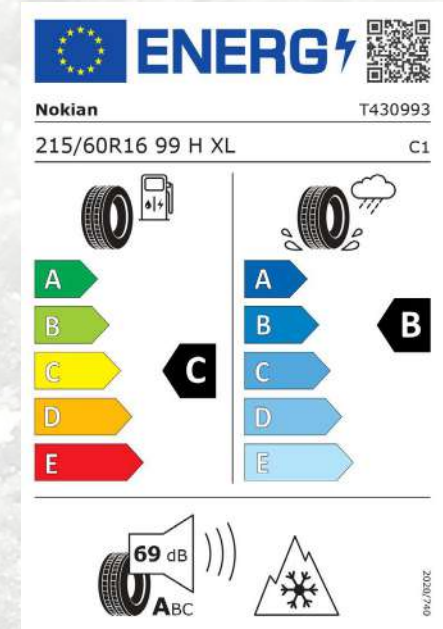 ENERG
Nokian T430993
215/60R16 99 H XL C1
A A
B B B
C C C
D D
E E
69 dB
ABC
2020/740